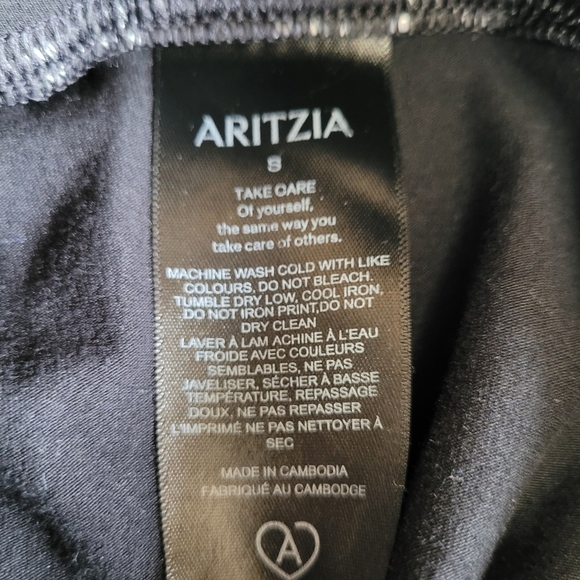 ARITZIA
S
TAKE CARE
Of yourself,
the same way you
take care of others.
MACHINE WASH COLD WITH LIKE
COLOURS, DO NOT BLEACH.
TUMBLE DRY LOW, COOL IRON,
DO NOT IRON PRINT,DO NOT
DRY CLEAN
LAVER À LAM ACHINE À L'EAU
FROIDE AVEC COULEURS
SEMBLABLES, NE PAS
JAVELISER, SÉCHER À BASSE
TEMPÉRATURE, REPASSAGE
DOUX, NE PAS REPASSER
L'IMPRIMÉ NE PAS NETTOYER À
SEC
MADE IN CAMBODIA
FABRIQUÉ AU CAMBODGE
A